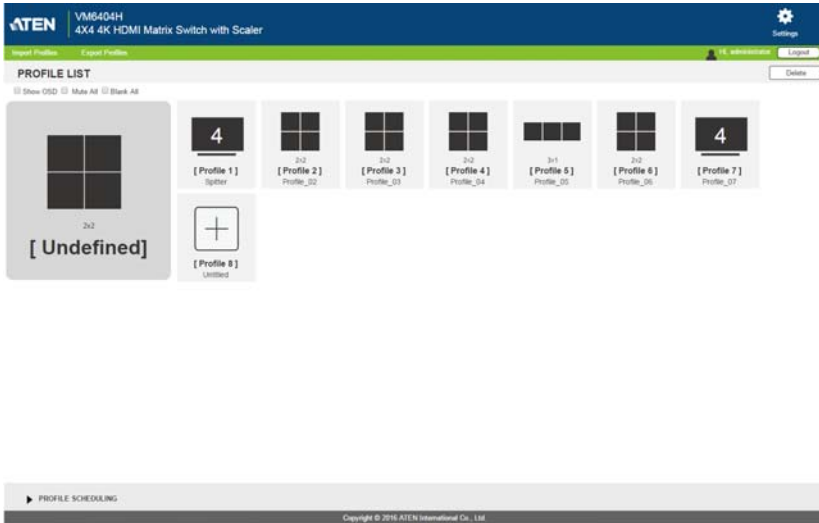 ATEN
VM6404H
4X4 4K HDMI Matrix Switch with Scaler
Settings
Import Profiles Export Profiles
Hi, administrator Logout
PROFILE LIST
Delete
Show OSD Mute All Blank All
2x2
[ Undefined]
4
[ Profile 1 ]
Spitter
2x2
[ Profile 2 ]
Profile_02
2x2
[ Profile 3 ]
Profile_03
2x2
[ Profile 4 ]
Profile_04
3x1
[ Profile 5 ]
Profile_05
2x2
[ Profile 6 ]
Profile_06
4
[ Profile 7 ]
Profile_07
[ Profile 8 ]
Untitled
PROFILE SCHEDULING
Copyright © 2016 ATEN International Co., Ltd.